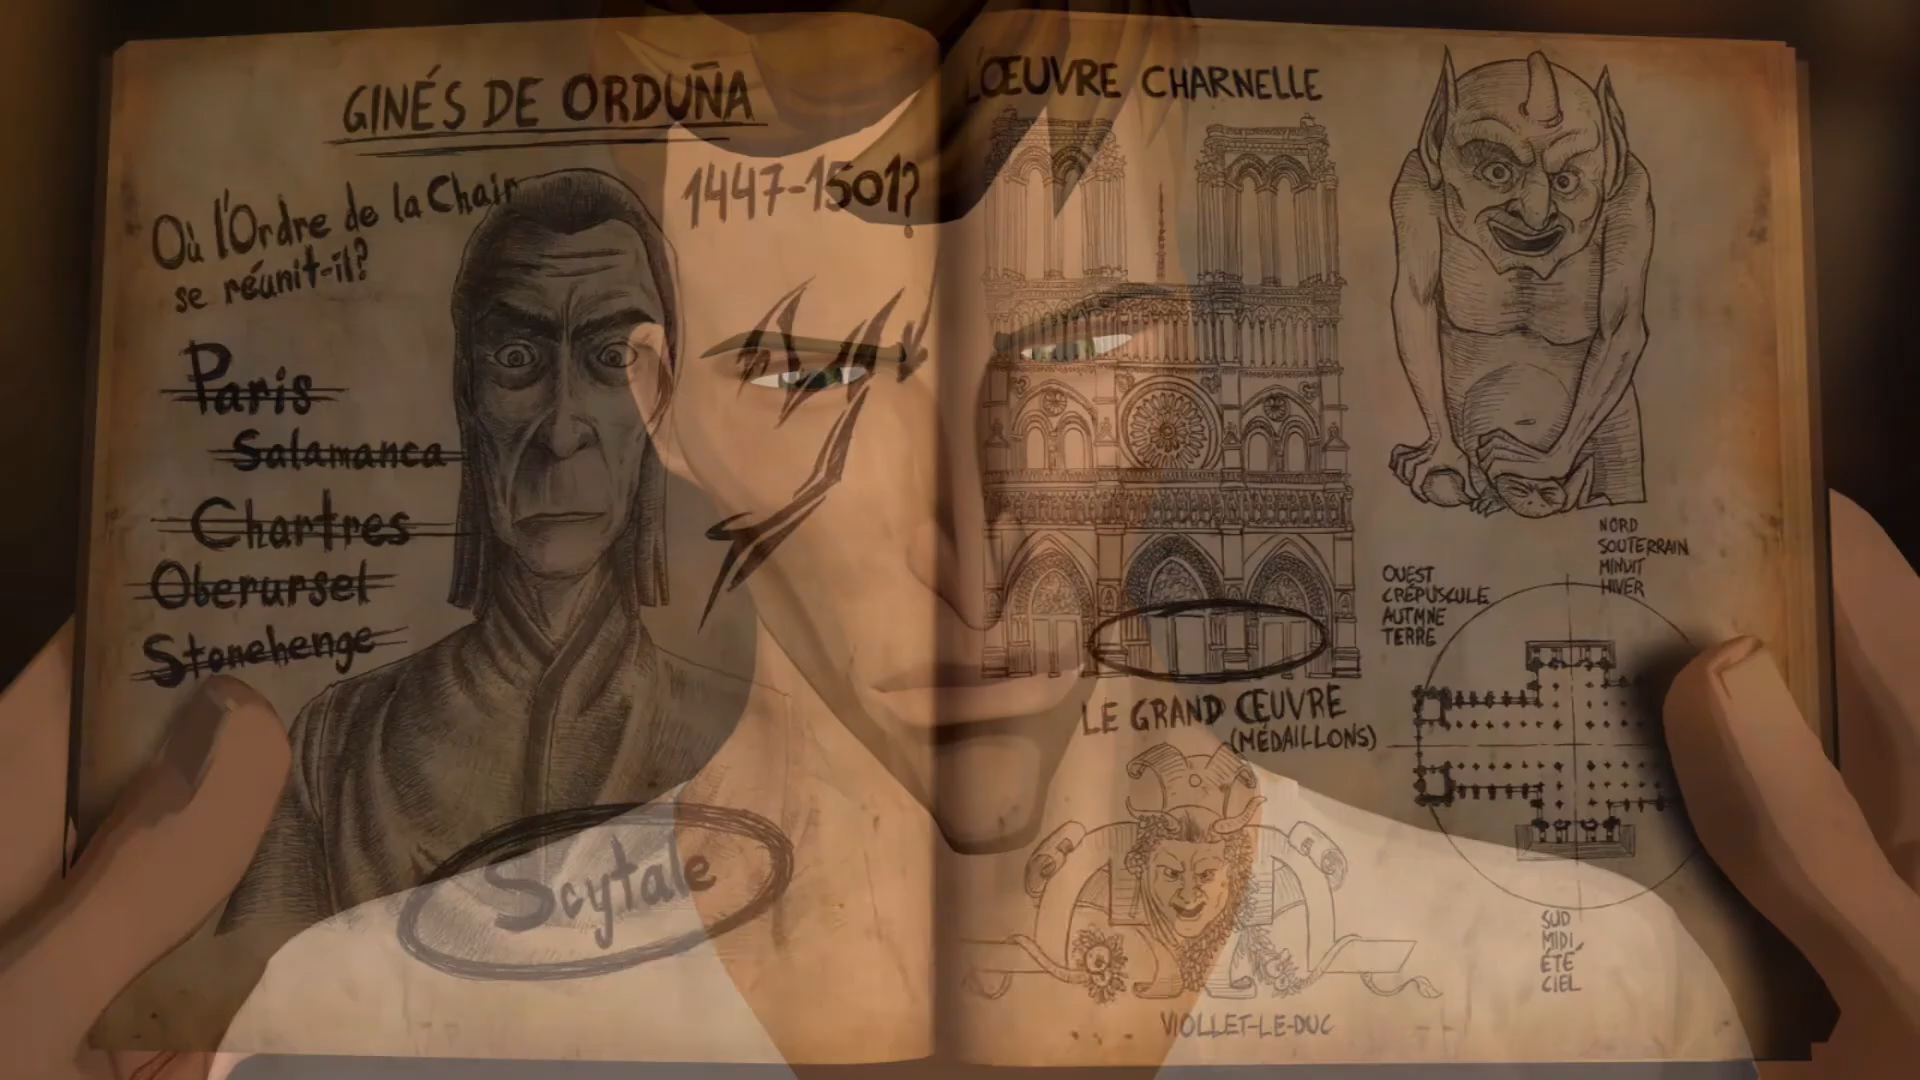 GINÉS DE ORDUÑA
1447-1501?
Où l'Ordre de la Chair
se réunit-il?
Paris
Salamanca
Chartres
Oberursel
Stonehenge
Scytale
L'ŒUVRE CHARNELLE
NORD
SOUTERRAIN
MINUIT
HIVER
OUEST
CRÉPUSCULE
AUTMNE
TERRE
LE GRAND ŒUVRE
(MÉDAILLONS)
SUD
MIDI
ÉTÉ
CIEL
VIOLLET-LE-DUC